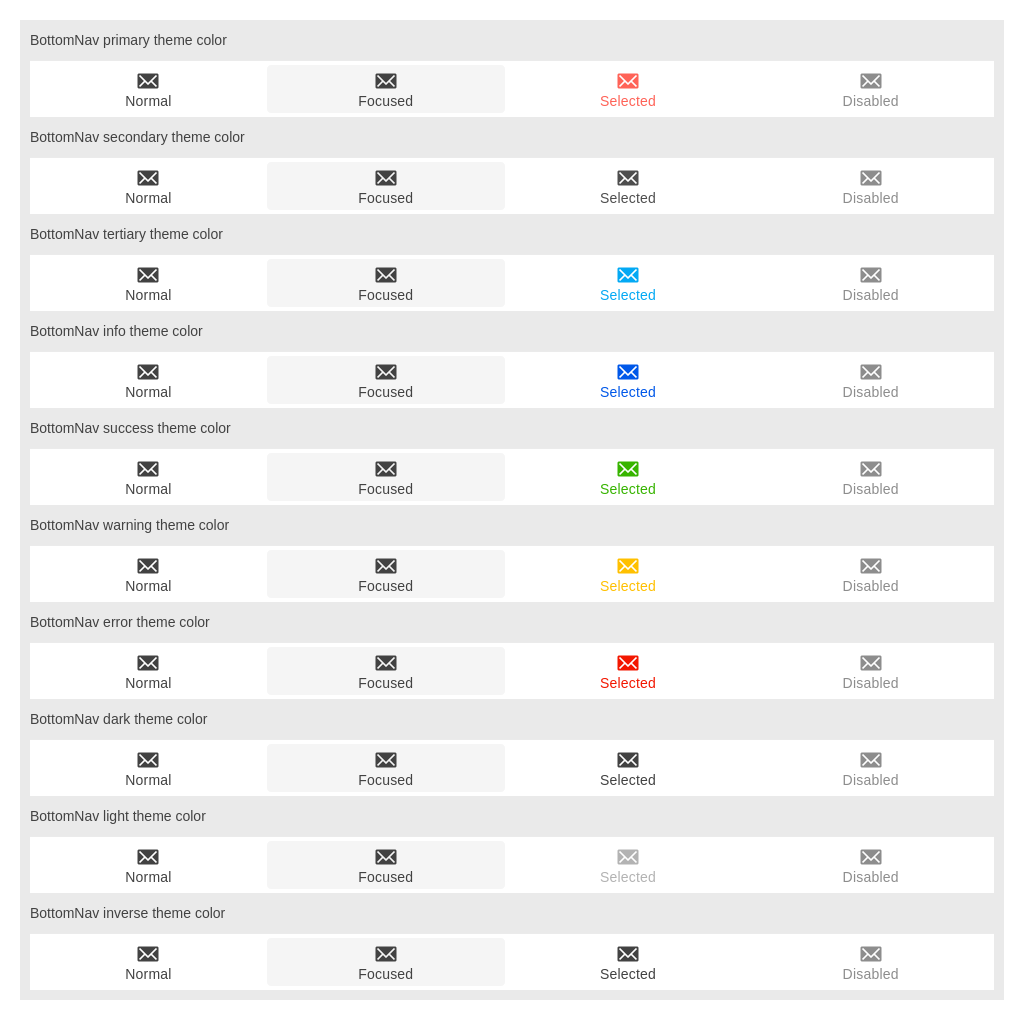 BottomNav primary theme color
Normal Focused Selected Disabled
BottomNav secondary theme color
Normal Focused Selected Disabled
BottomNav tertiary theme color
Normal Focused Selected Disabled
BottomNav info theme color
Normal Focused Selected Disabled
BottomNav success theme color
Normal Focused Selected Disabled
BottomNav warning theme color
Normal Focused Selected Disabled
BottomNav error theme color
Normal Focused Selected Disabled
BottomNav dark theme color
Normal Focused Selected Disabled
BottomNav light theme color
Normal Focused Selected Disabled
BottomNav inverse theme color
Normal Focused Selected Disabled